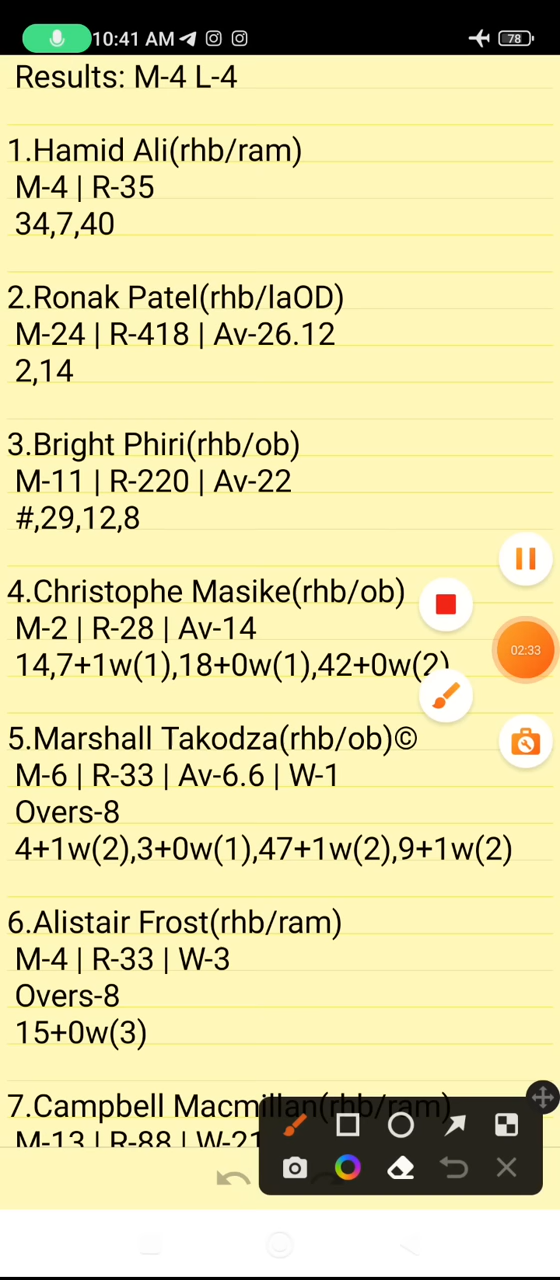 10:41 AM
78
Results: M-4 L-4
1.Hamid Ali(rhb/ram)
M-4 | R-35
34,7,40
2.Ronak Patel(rhb/laOD)
M-24 | R-418 | Av-26.12
2,14
3.Bright Phiri(rhb/ob)
M-11 | R-220 | Av-22
#,29,12,8
4.Christophe Masike(rhb/ob)
M-2 | R-28 | Av-14
14,7+1w(1),18+0w(1),42+0w(2)
02:33
5.Marshall Takodza(rhb/ob)©
M-6 | R-33 | Av-6.6 | W-1
Overs-8
4+1w(2),3+0w(1),47+1w(2),9+1w(2)
6.Alistair Frost(rhb/ram)
M-4 | R-33 | W-3
Overs-8
15+0w(3)
7.Campbell Macmillan(rhb/ram)
M-13 | R-88 | W-21